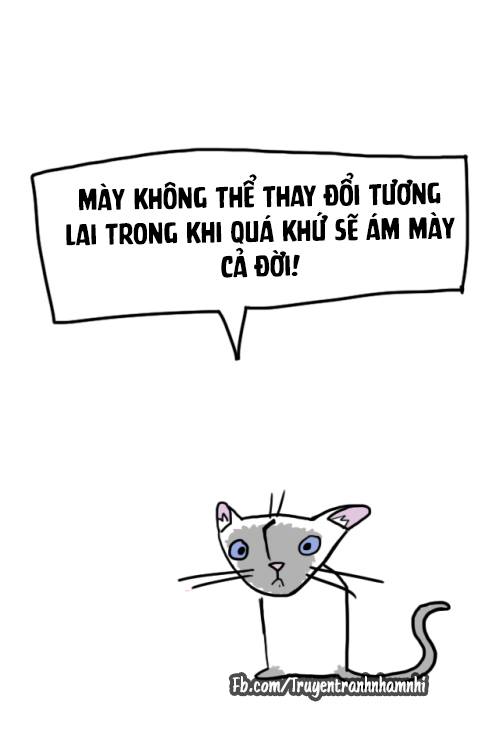 MÀY KHÔNG THỂ THAY ĐỔI TƯƠNG
LAI TRONG KHI QUÁ KHỨ SẼ ÁM MÀY
CẢ ĐỜI!
Fb.com/Truyentranhnhamnhi